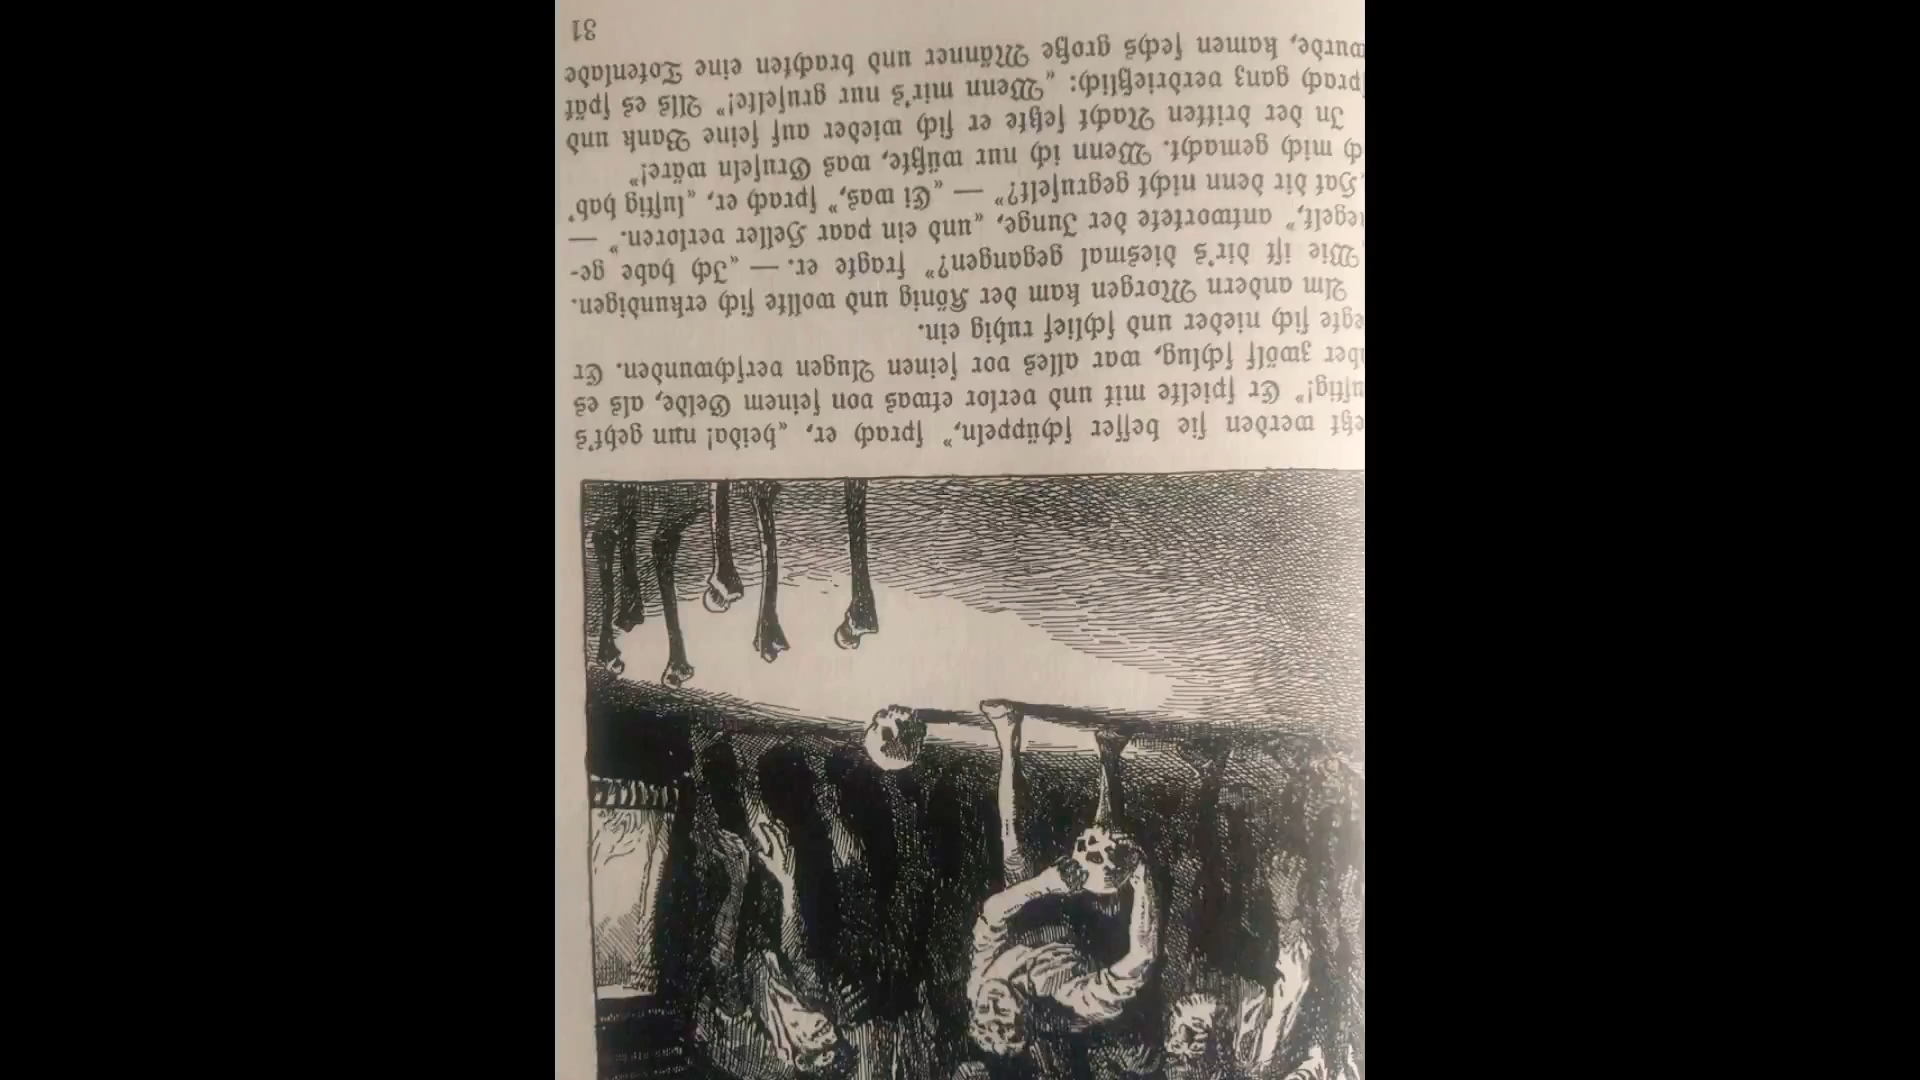 etzt werden sie besser schüppeln,” sprach er, „heida! nun geht's
ustig!” Er spielte mit und verlor etwas von seinem Gelde, als es
aber zwölf schlug, war alles vor seinen Augen verschwunden. Er
egte sich nieder und schlief ruhig ein.
Am andern Morgen kam der König und wollte sich erkundigen.
„Wie ist dir's diesmal gegangen?” fragte er. — „Ich habe ge-
kegelt,” antwortete der Junge, „und ein paar Heller verloren.” —
„Hat dir denn nicht gegruselt?” — „Ei was,” sprach er, „lustig hab'
ich mich gemacht. Wenn ich nur wüßte, was Gruseln wäre!”
In der dritten Nacht setzte er sich wieder auf seine Bank und
sprach ganz verdrießlich: „Wenn mir's nur gruselte!” Als es spät
wurde, kamen sechs große Männer und brachten eine Totenlade
31